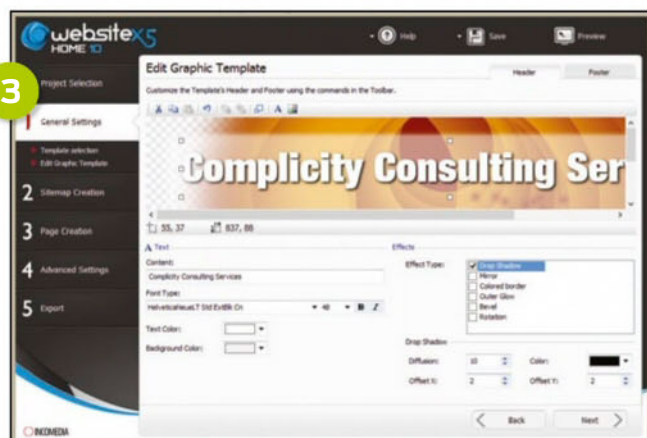 websitex5
HOME 10
Help
Save
Preview
3
Project Selection
General Settings
Template selection
Edit Graphic Template
2 Sitemap Creation
3 Page Creation
4 Advanced Settings
5 Export
INCOMEDIA
Edit Graphic Template
Header
Footer
Customize the Template's Header and Footer using the commands in the Toolbar.
A
Complicity Consulting Ser
55, 37
837, 86
A Text
Content:
Complicity Consulting Services
Font Type:
HelveticaNeueLT Std ExtBlk Cn
48
B I
Text Color:
Background Color:
Effects
Effect Type:
Drop Shadow
Mirror
Colored border
Outer Glow
Bevel
Rotation
Drop Shadow
Diffusion: 10 Color:
Offset X: 2 Offset Y: 2
Back
Next